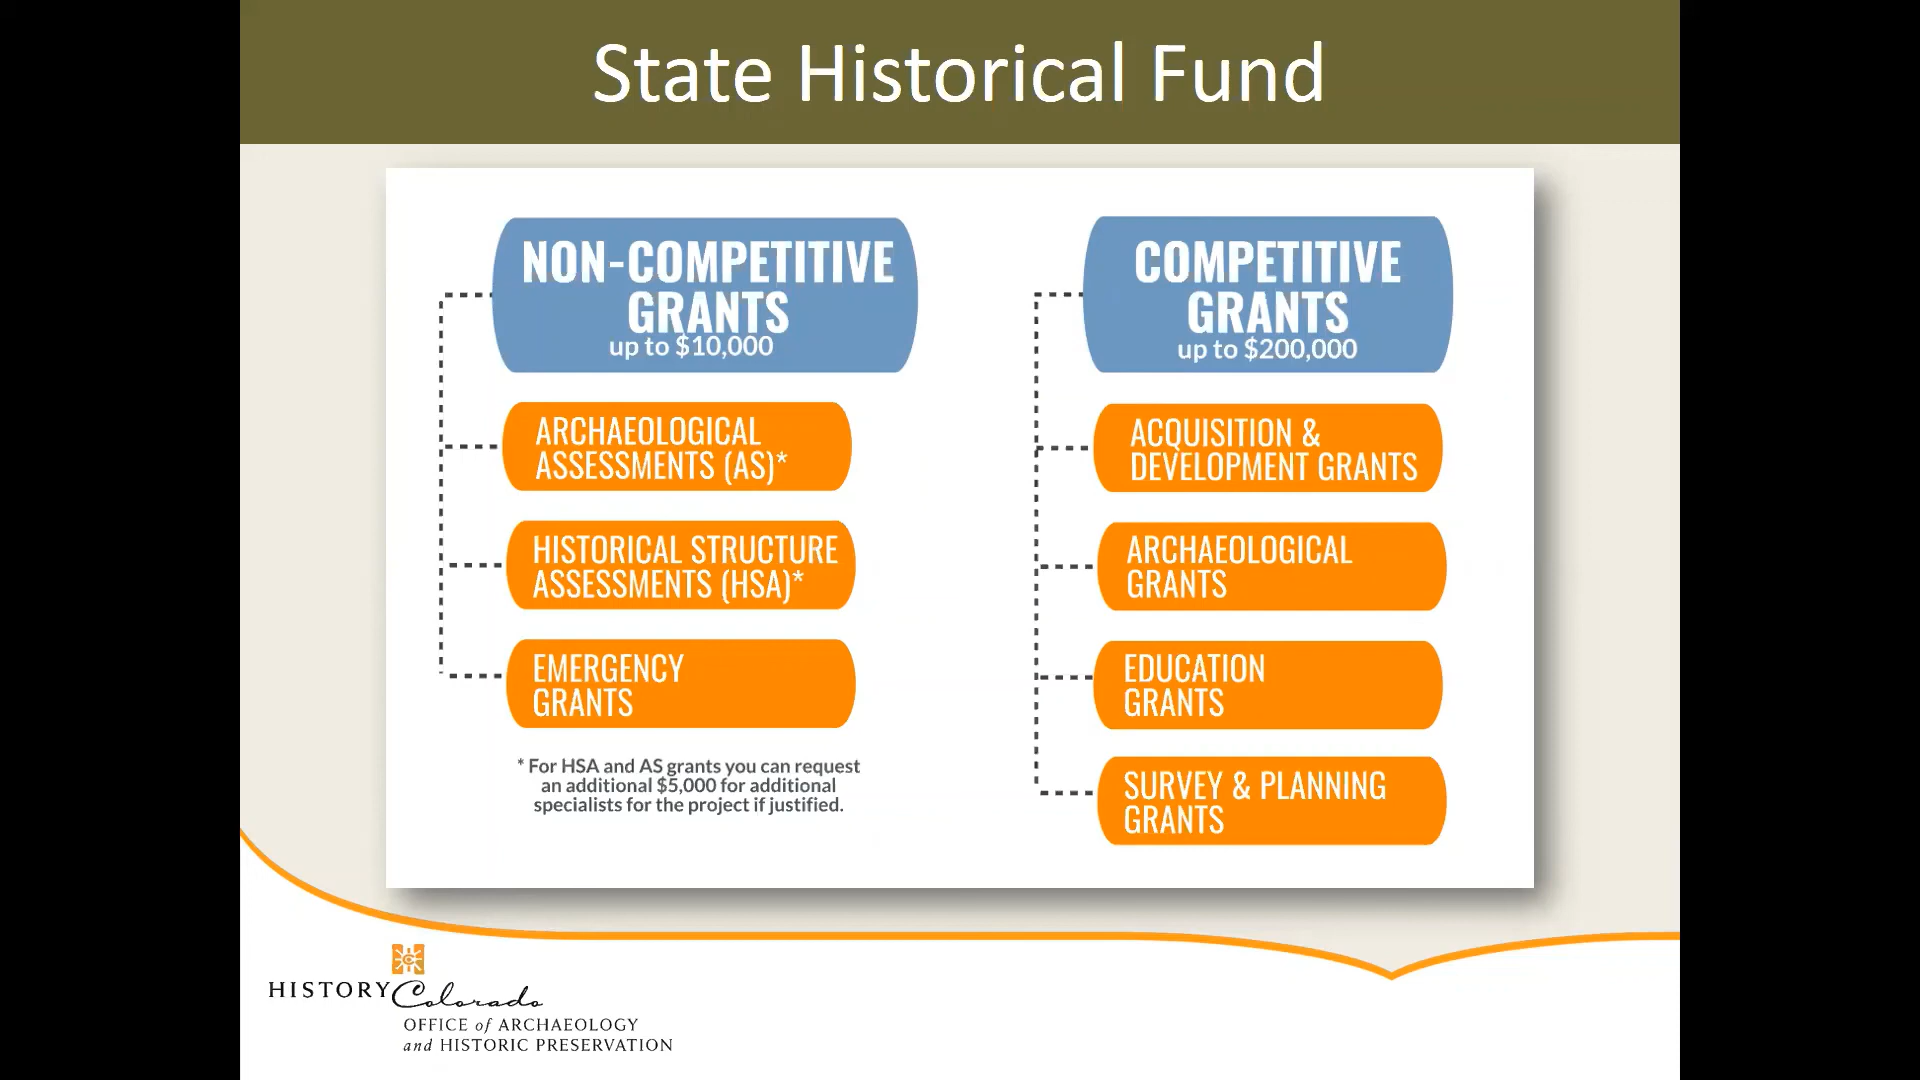 State Historical Fund
NON-COMPETITIVE
GRANTS
up to $10,000
ARCHAEOLOGICAL
ASSESSMENTS (AS)*
HISTORICAL STRUCTURE
ASSESSMENTS (HSA)*
EMERGENCY
GRANTS
* For HSA and AS grants you can request
an additional $5,000 for additional
specialists for the project if justified.
COMPETITIVE
GRANTS
up to $200,000
ACQUISITION &
DEVELOPMENT GRANTS
ARCHAEOLOGICAL
GRANTS
EDUCATION
GRANTS
SURVEY & PLANNING
GRANTS
HISTORY Colorado
OFFICE of ARCHAEOLOGY
and HISTORIC PRESERVATION